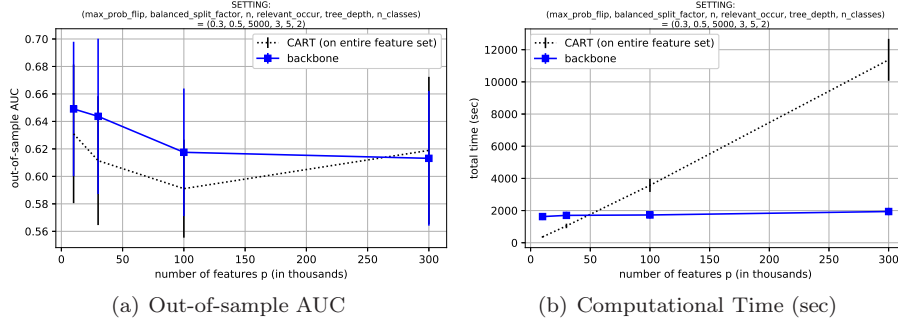 SETTING:
(max_prob_flip, balanced_split_factor, n, relevant_occur, tree_depth, n_classes)
= (0.3, 0.5, 5000, 3, 5, 2)
CART (on entire feature set)
backbone
out-of-sample AUC
0.70
0.68
0.66
0.64
0.62
0.60
0.58
0.56
0
50
100
150
200
250
300
number of features p (in thousands)
(a) Out-of-sample AUC
SETTING:
(max_prob_flip, balanced_split_factor, n, relevant_occur, tree_depth, n_classes)
= (0.3, 0.5, 5000, 3, 5, 2)
CART (on entire feature set)
backbone
total time (sec)
12000
10000
8000
6000
4000
2000
0
0
50
100
150
200
250
300
number of features p (in thousands)
(b) Computational Time (sec)